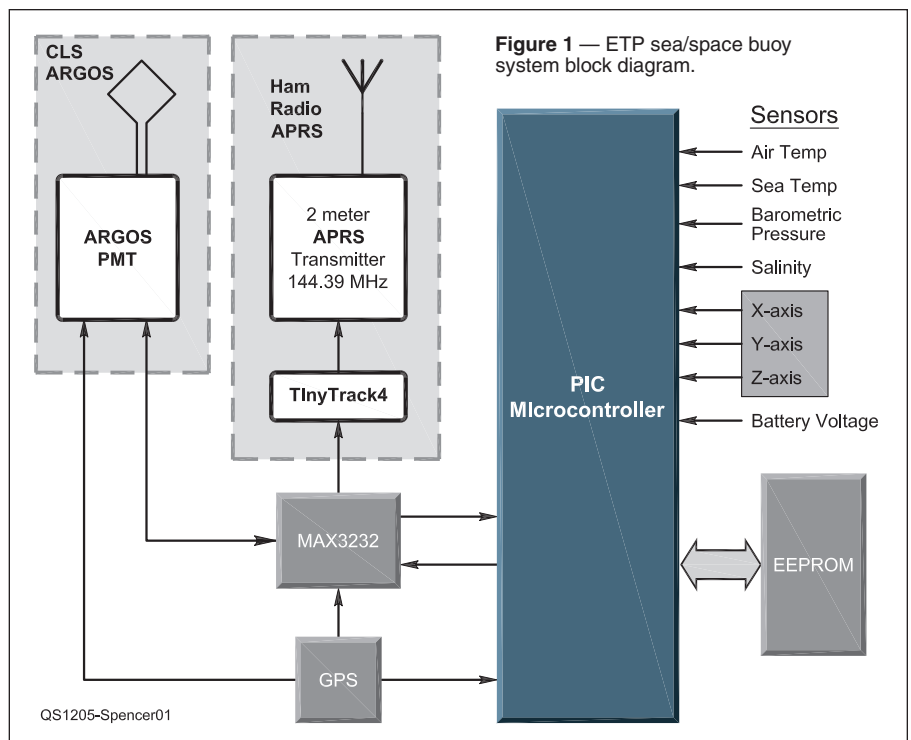 CLS
ARGOS
ARGOS
PMT
Ham
Radio
APRS
2 meter
APRS
Transmitter
144.39 MHz
TInyTrack4
MAX3232
GPS
Figure 1 — ETP sea/space buoy
system block diagram.
PIC
MIcrocontroller
Sensors
Air Temp
Sea Temp
Barometric
Pressure
Salinity
X-axis
Y-axis
Z-axis
Battery Voltage
EEPROM
QS1205-Spencer01